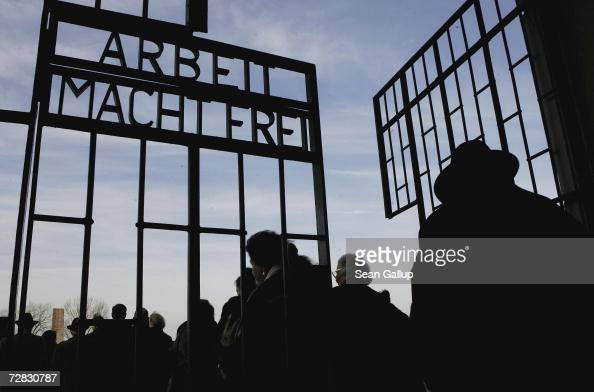 ARBEIT
MACHT FREI
gettyimages
Sean Gallup
72830787